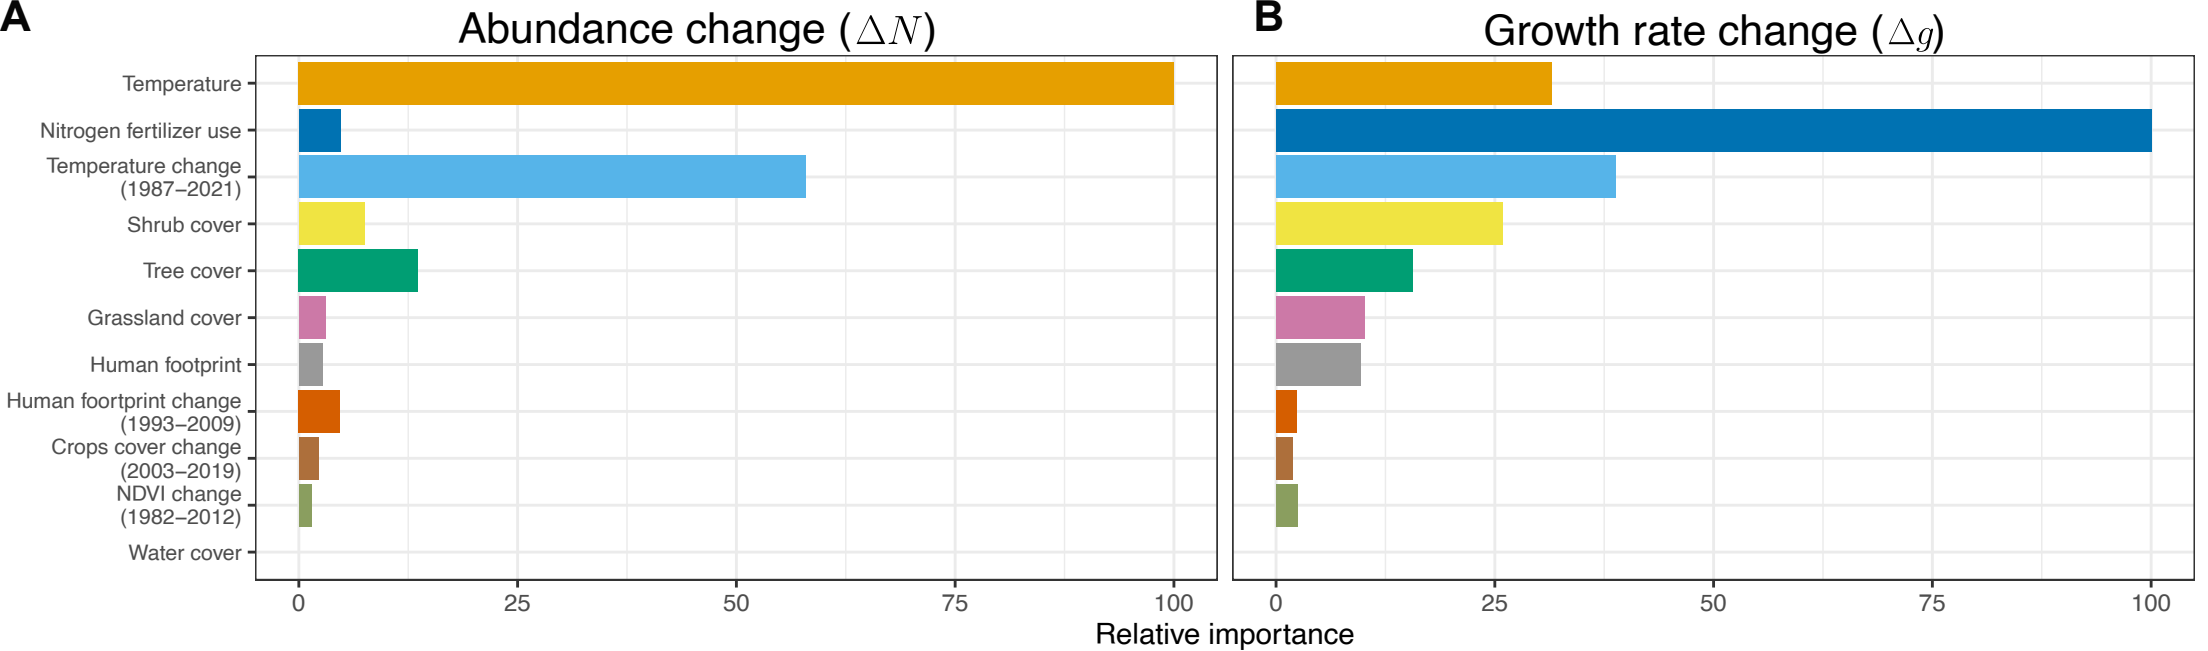 A
Abundance change (ΔN)
B
Growth rate change (Δg)
Temperature
Nitrogen fertilizer use
Temperature change
(1987–2021)
Shrub cover
Tree cover
Grassland cover
Human footprint
Human foortprint change
(1993–2009)
Crops cover change
(2003–2019)
NDVI change
(1982–2012)
Water cover
0 25 50 75 100
0 25 50 75 100
Relative importance